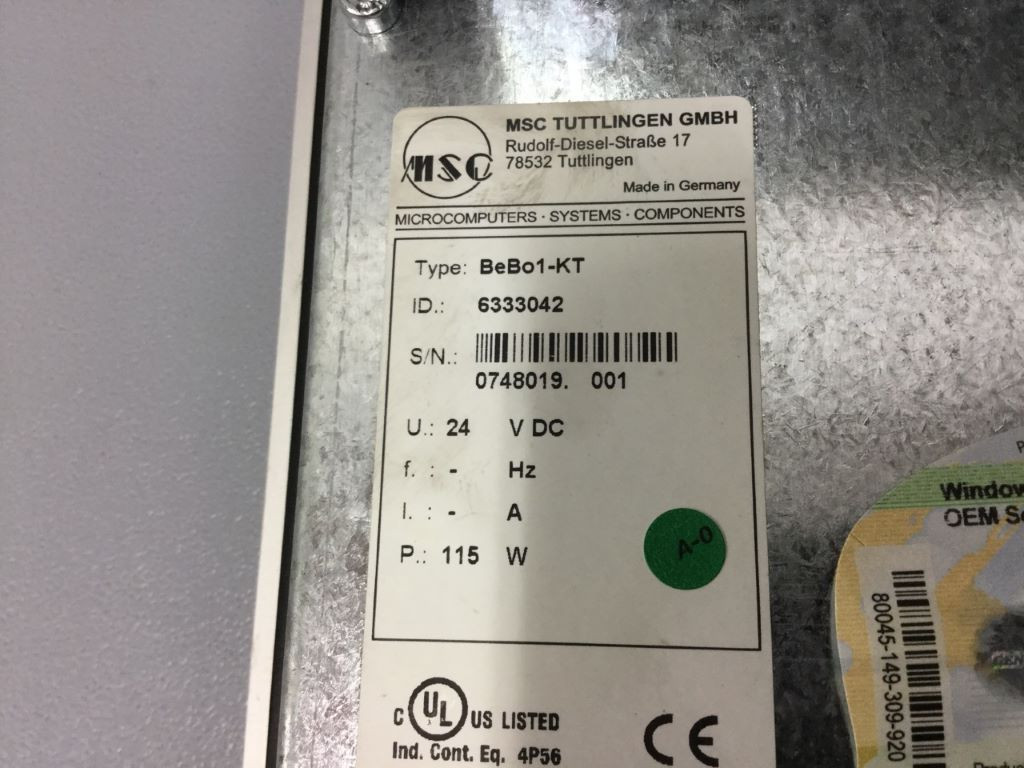 MSC
MSC TUTTLINGEN GMBH
Rudolf-Diesel-Straße 17
78532 Tuttlingen
Made in Germany
MICROCOMPUTERS · SYSTEMS · COMPONENTS
Type: BeBo1-KT
ID.: 6333042
S/N.:
0748019. 001
U.: 24 V DC
f. : - Hz
I. : - A
P.: 115 W
A-0
C UL US LISTED
Ind. Cont. Eq. 4P56
CE
Window
OEM
80045-149-309-920